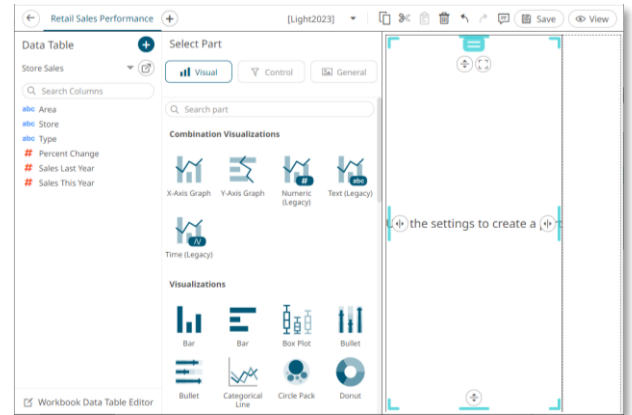 Retail Sales Performance
[Light2023]
Save
View
Data Table
Store Sales
Search Columns
abc Area
abc Store
abc Type
# Percent Change
# Sales Last Year
# Sales This Year
Workbook Data Table Editor
Select Part
Visual
Control
General
Search part
Combination Visualizations
X-Axis Graph
Y-Axis Graph
#
Numeric
(Legacy)
abc
Text (Legacy)
Time (Legacy)
Visualizations
Bar
Bar
Box Plot
Bullet
Bullet
Categorical
Line
Circle Pack
Donut
the settings to create a